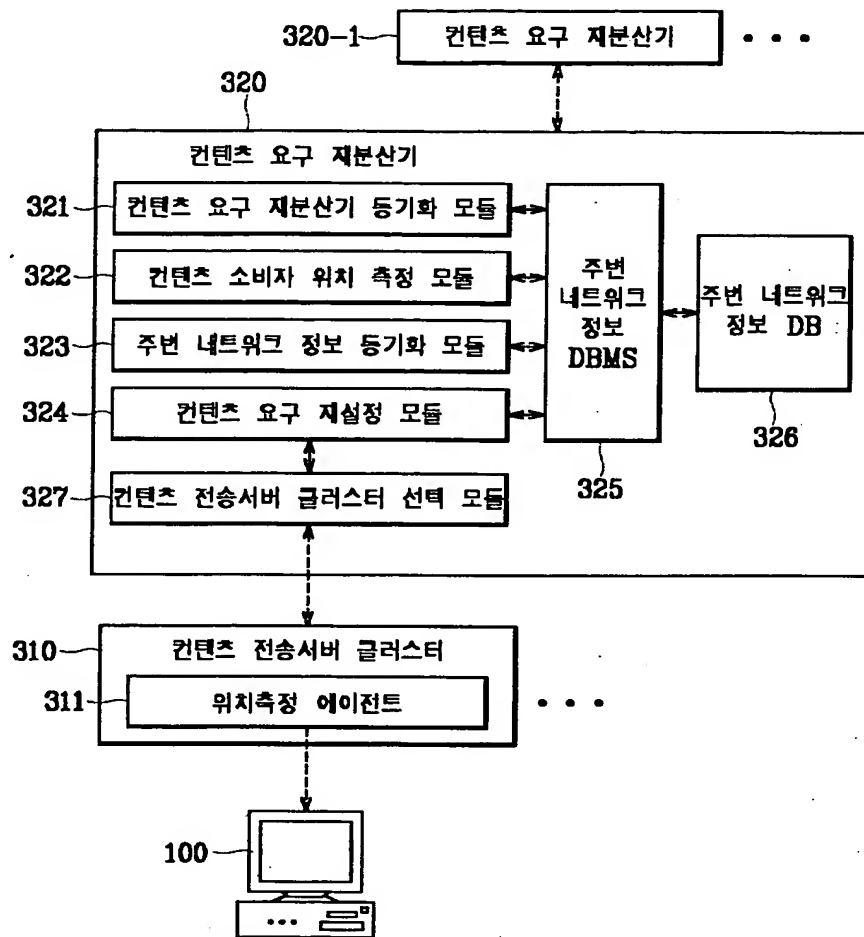 320-1
컨텐츠 요구 재분산기
320
컨텐츠 요구 재분산기
321
컨텐츠 요구 재분산기 동기화 모듈
322
컨텐츠 소비자 위치 측정 모듈
323
주변 네트워크 정보 동기화 모듈
324
컨텐츠 요구 재설정 모듈
327
컨텐츠 전송서버 클러스터 선택 모듈
주변
네트워크
정보
DBMS
325
주변 네트워크
정보 DB
326
310
컨텐츠 전송서버 클러스터
311
위치측정 에이전트
100